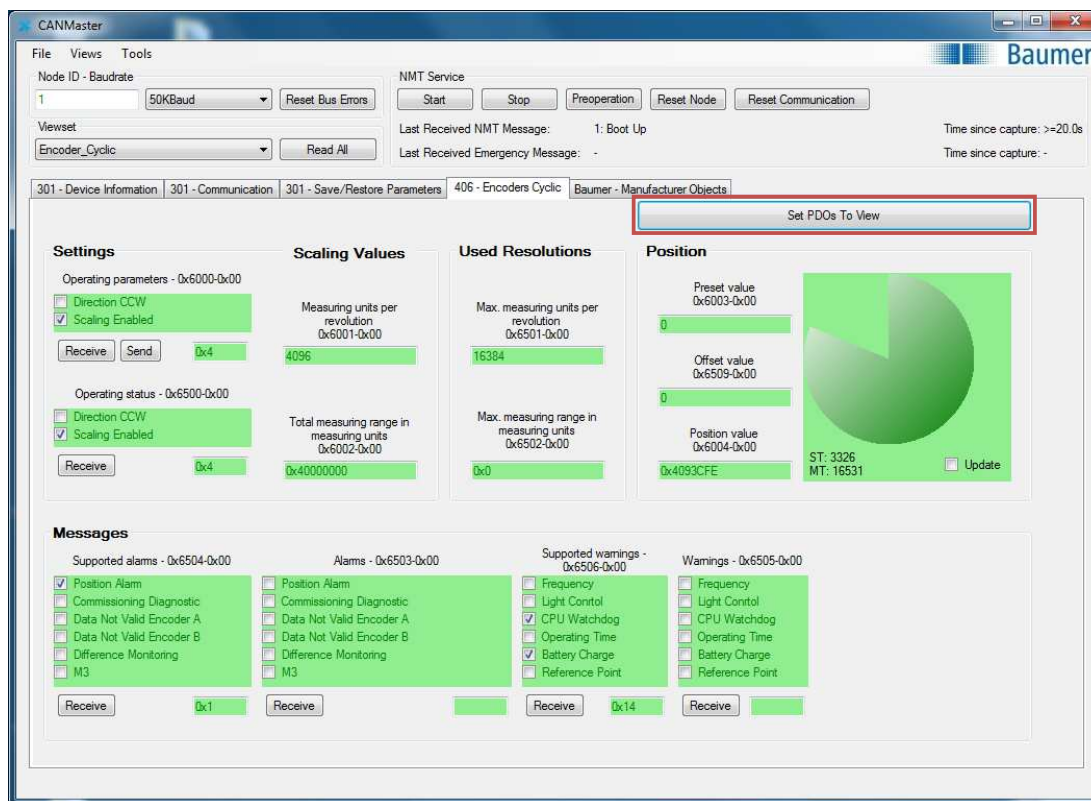 CANMaster
File Views Tools
Baumer
Node ID - Baudrate
NMT Service
1 50KBaud Reset Bus Errors
Start Stop Preoperation Reset Node Reset Communication
Viewset
Last Received NMT Message: 1: Boot Up Time since capture: >=20.0s
Encoder_Cyclic Read All
Last Received Emergency Message: - Time since capture: -
301 - Device Information 301 - Communication 301 - Save/Restore Parameters 406 - Encoders Cyclic Baumer - Manufacturer Objects
Set PDOs To View
Settings
Operating parameters - 0x6000-0x00
Direction CCW
Scaling Enabled
Receive Send 0x4
Operating status - 0x6500-0x00
Direction CCW
Scaling Enabled
Receive 0x4
Scaling Values
Measuring units per
revolution
0x6001-0x00
4096
Total measuring range in
measuring units
0x6002-0x00
0x40000000
Used Resolutions
Max. measuring units per
revolution
0x6501-0x00
16384
Max. measuring range in
measuring units
0x6502-0x00
0x0
Position
Preset value
0x6003-0x00
0
Offset value
0x6509-0x00
0
Position value
0x6004-0x00
0x4093CFE
ST: 3326
MT: 16531
Update
Messages
Supported alarms - 0x6504-0x00
Position Alarm
Commissioning Diagnostic
Data Not Valid Encoder A
Data Not Valid Encoder B
Difference Monitoring
M3
Receive 0x1
Alarms - 0x6503-0x00
Position Alarm
Commissioning Diagnostic
Data Not Valid Encoder A
Data Not Valid Encoder B
Difference Monitoring
M3
Receive
Supported warnings -
0x6506-0x00
Frequency
Light Conrtol
CPU Watchdog
Operating Time
Battery Charge
Reference Point
Receive 0x14
Warnings - 0x6505-0x00
Frequency
Light Conrtol
CPU Watchdog
Operating Time
Battery Charge
Reference Point
Receive